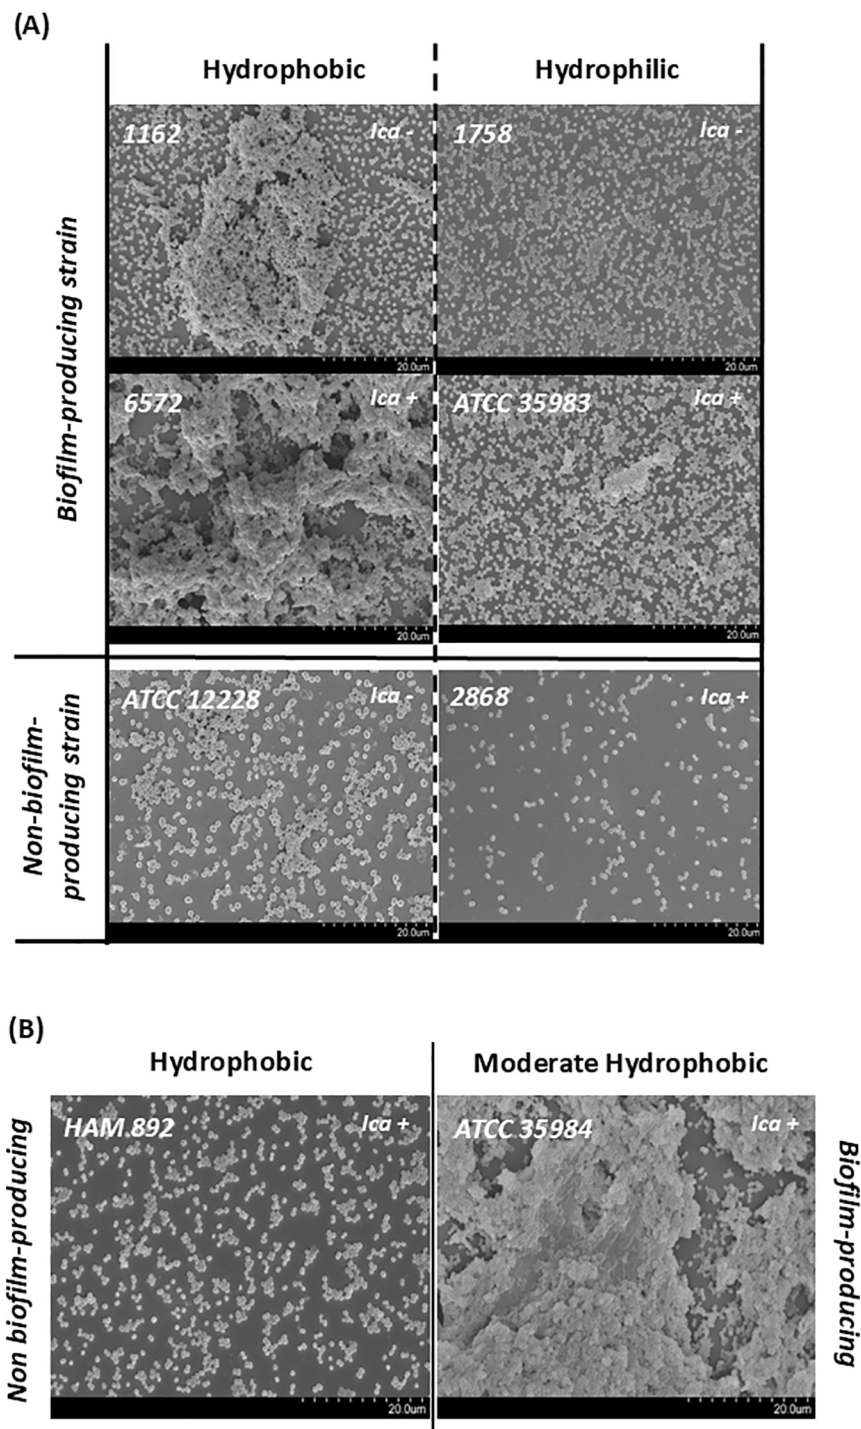 (A)
Hydrophobic
Hydrophilic
Biofilm-producing strain
1162
Ica -
20.0um
1758
Ica -
20.0um
6572
Ica +
20.0um
ATCC 35983
Ica +
20.0um
Non-biofilm-
producing strain
ATCC 12228
Ica -
20.0um
2868
Ica +
20.0um
(B)
Hydrophobic
Moderate Hydrophobic
Non biofilm-producing
HAM 892
Ica +
20.0um
ATCC 35984
Ica +
20.0um
Biofilm-producing